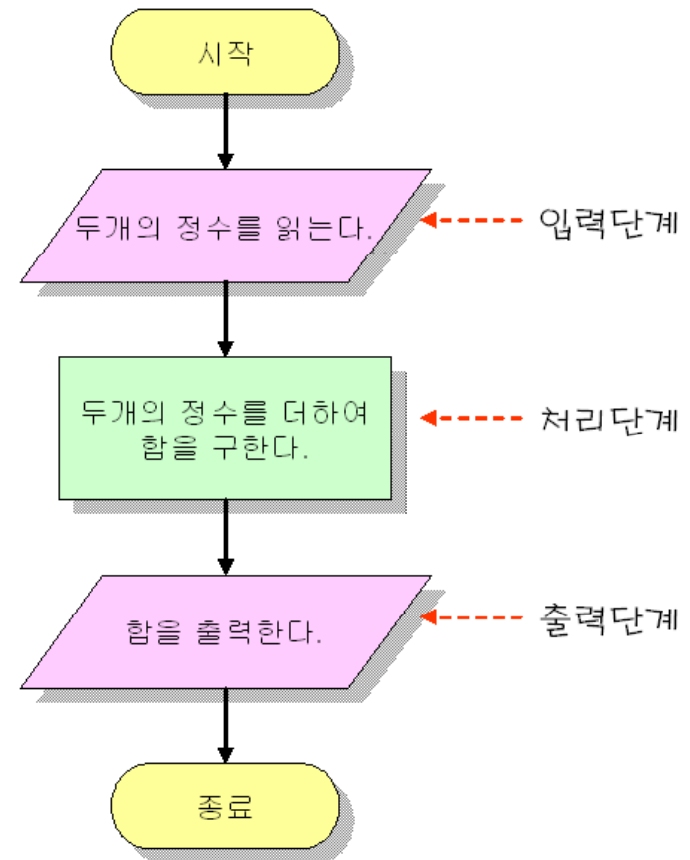 시작
두개의 정수를 읽는다.
입력단계
두개의 정수를 더하여
합을 구한다.
처리단계
합을 출력한다.
출력단계
종료